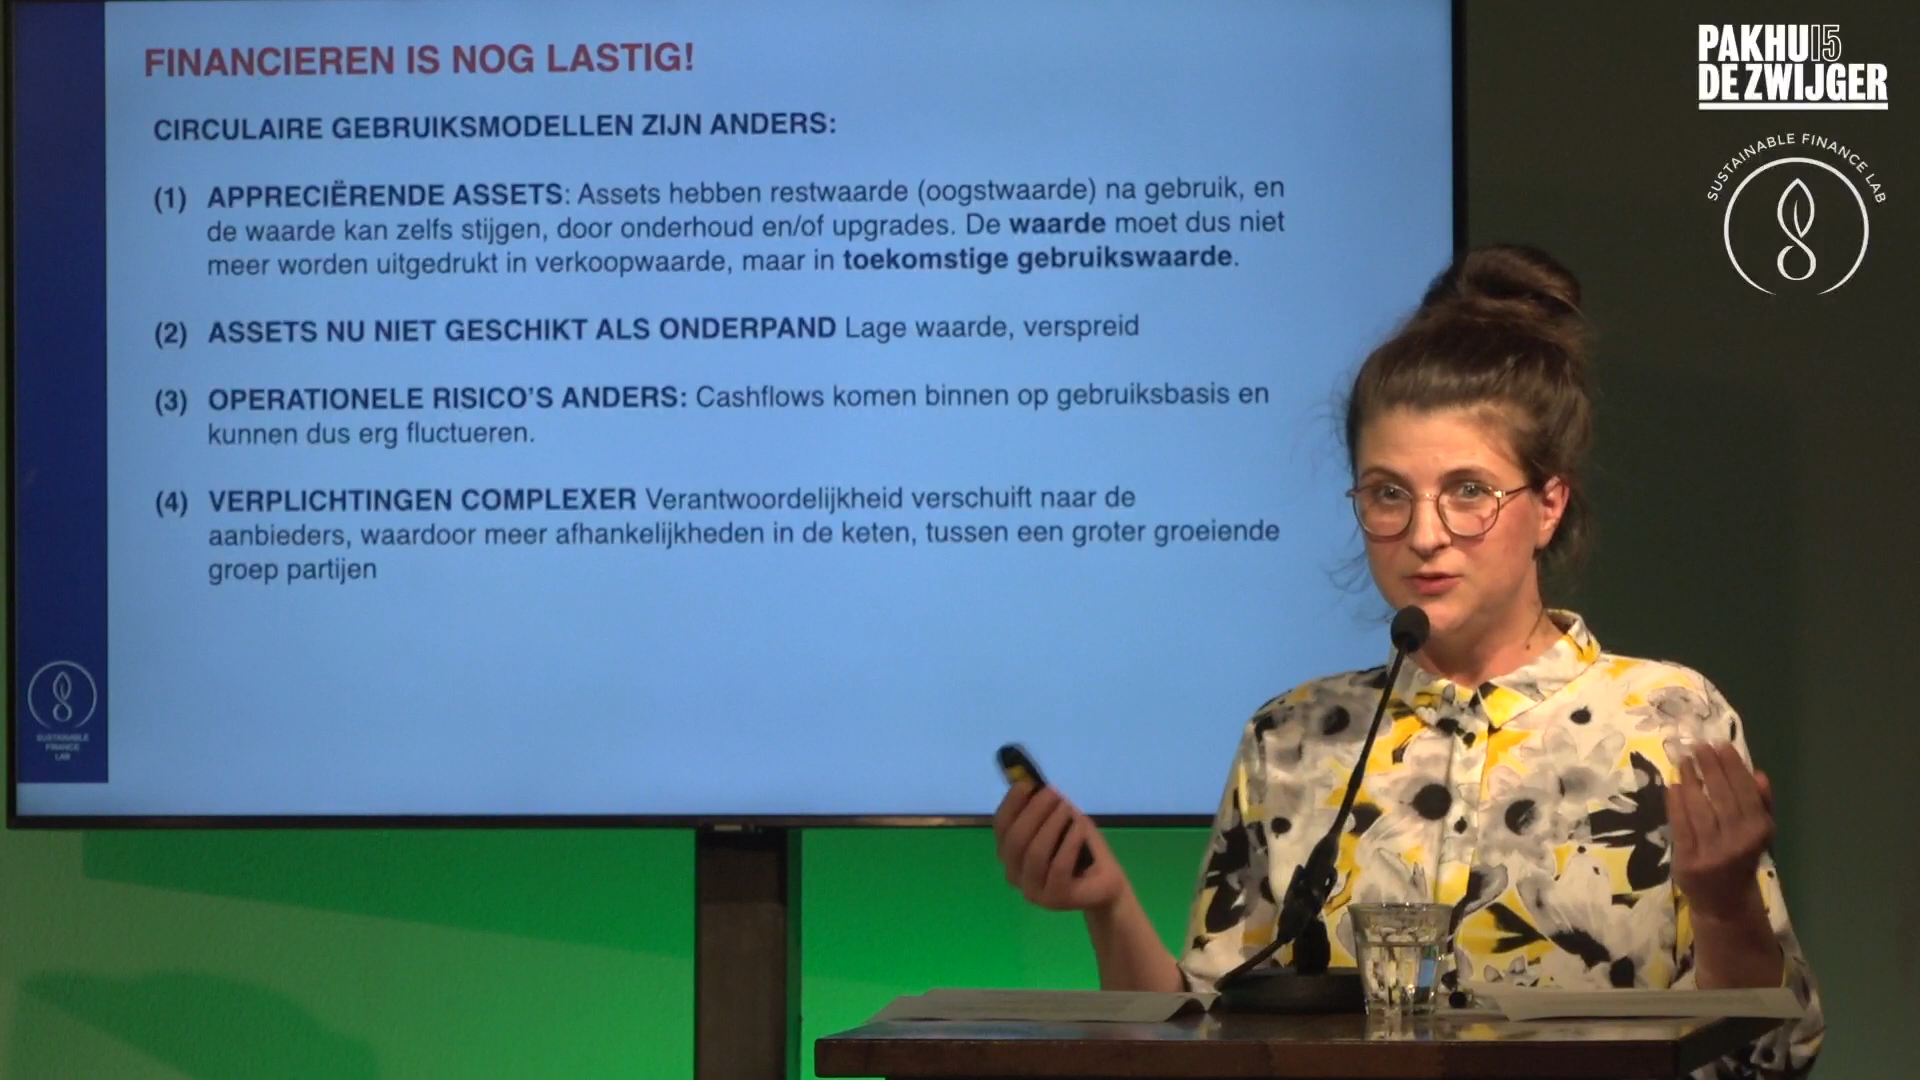 FINANCIEREN IS NOG LASTIG!
CIRCULAIRE GEBRUIKSMODELLEN ZIJN ANDERS:
(1) APPRECIËRENDE ASSETS: Assets hebben restwaarde (oogstwaarde) na gebruik, en
de waarde kan zelfs stijgen, door onderhoud en/of upgrades. De waarde moet dus niet
meer worden uitgedrukt in verkoopwaarde, maar in toekomstige gebruikswaarde.
(2) ASSETS NU NIET GESCHIKT ALS ONDERPAND Lage waarde, verspreid
(3) OPERATIONELE RISICO'S ANDERS: Cashflows komen binnen op gebruiksbasis en
kunnen dus erg fluctueren.
(4) VERPLICHTINGEN COMPLEXER Verantwoordelijkheid verschuift naar de
aanbieders, waardoor meer afhankelijkheden in de keten, tussen een groter groeiende
groep partijen
SUSTAINABLE
FINANCE
LAB
PAKHU15
DE ZWIJGER
SUSTAINABLE FINANCE LAB